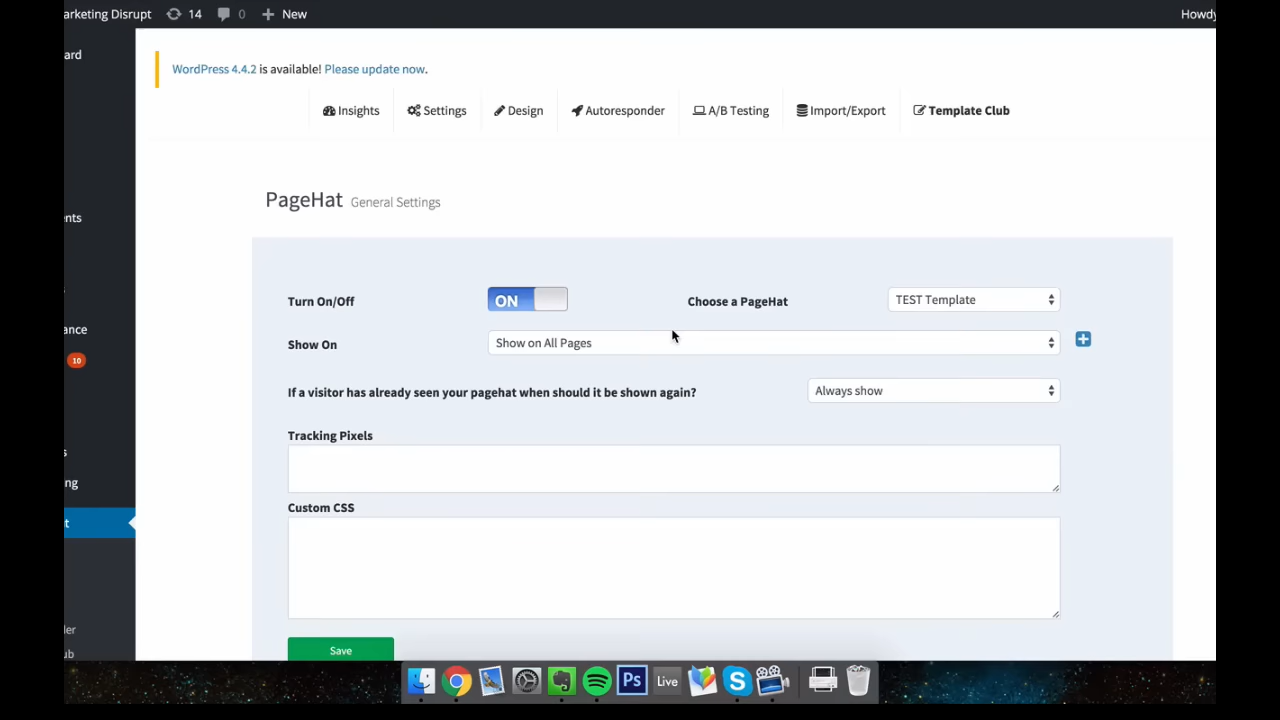 arketing Disrupt 14 0 New Howdy
ard
WordPress 4.4.2 is available! Please update now.
Insights Settings Design Autoresponder A/B Testing Import/Export Template Club
PageHat General Settings
ents
s
ance
10
s
ng
t
der
ub
Turn On/Off ON Choose a PageHat TEST Template
Show On Show on All Pages
If a visitor has already seen your pagehat when should it be shown again? Always show
Tracking Pixels
Custom CSS
Save
Ps Live